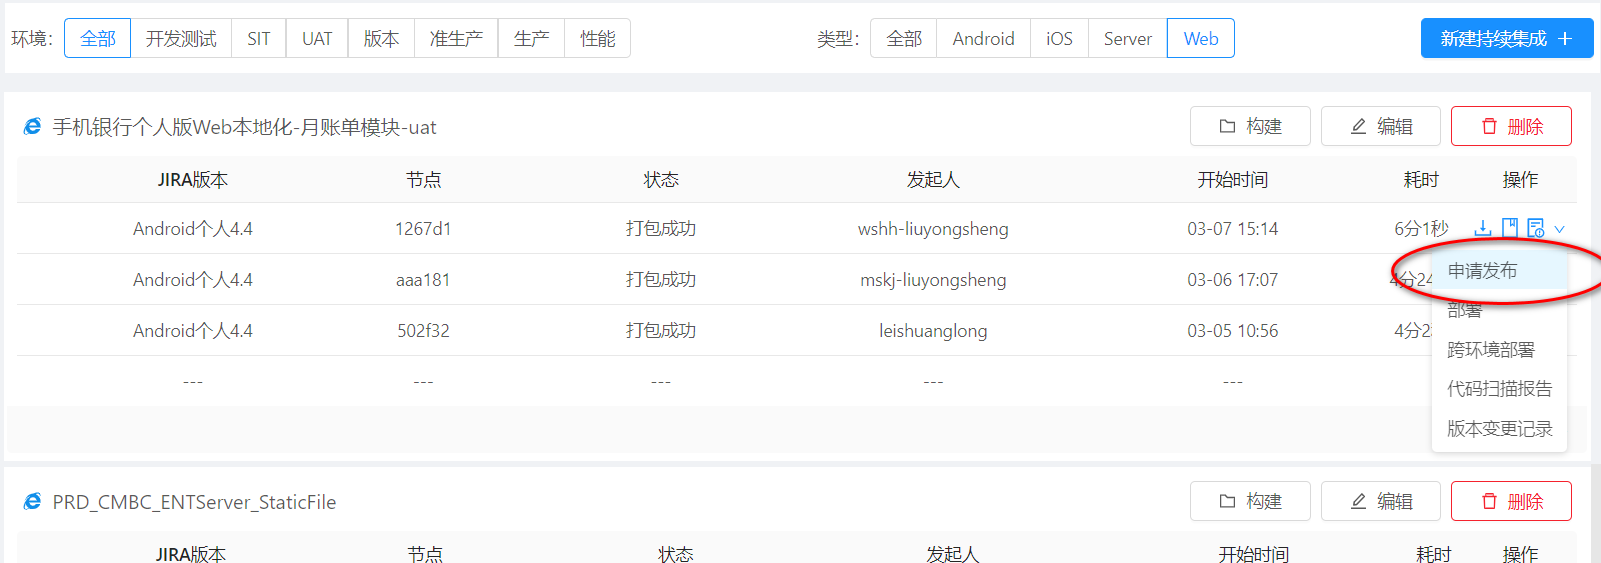 环境： 全部 开发测试 SIT UAT 版本 准生产 生产 性能 类型： 全部 Android iOS Server Web 新建持续集成
手机银行个人版Web本地化-月账单模块-uat 构建 编辑 删除
JIRA版本 节点 状态 发起人 开始时间 耗时 操作
Android个人4.4 1267d1 打包成功 wshh-liuyongsheng 03-07 15:14 6分1秒
Android个人4.4 aaa181 打包成功 mskj-liuyongsheng 03-06 17:07 4分24
Android个人4.4 502f32 打包成功 leishuanglong 03-05 10:56 4分2
--- --- --- --- ---
申请发布
部署
跨环境部署
代码扫描报告
版本变更记录
PRD_CMBC_ENTServer_StaticFile 构建 编辑 删除
JIRA版本 节点 状态 发起人 开始时间 耗时 操作